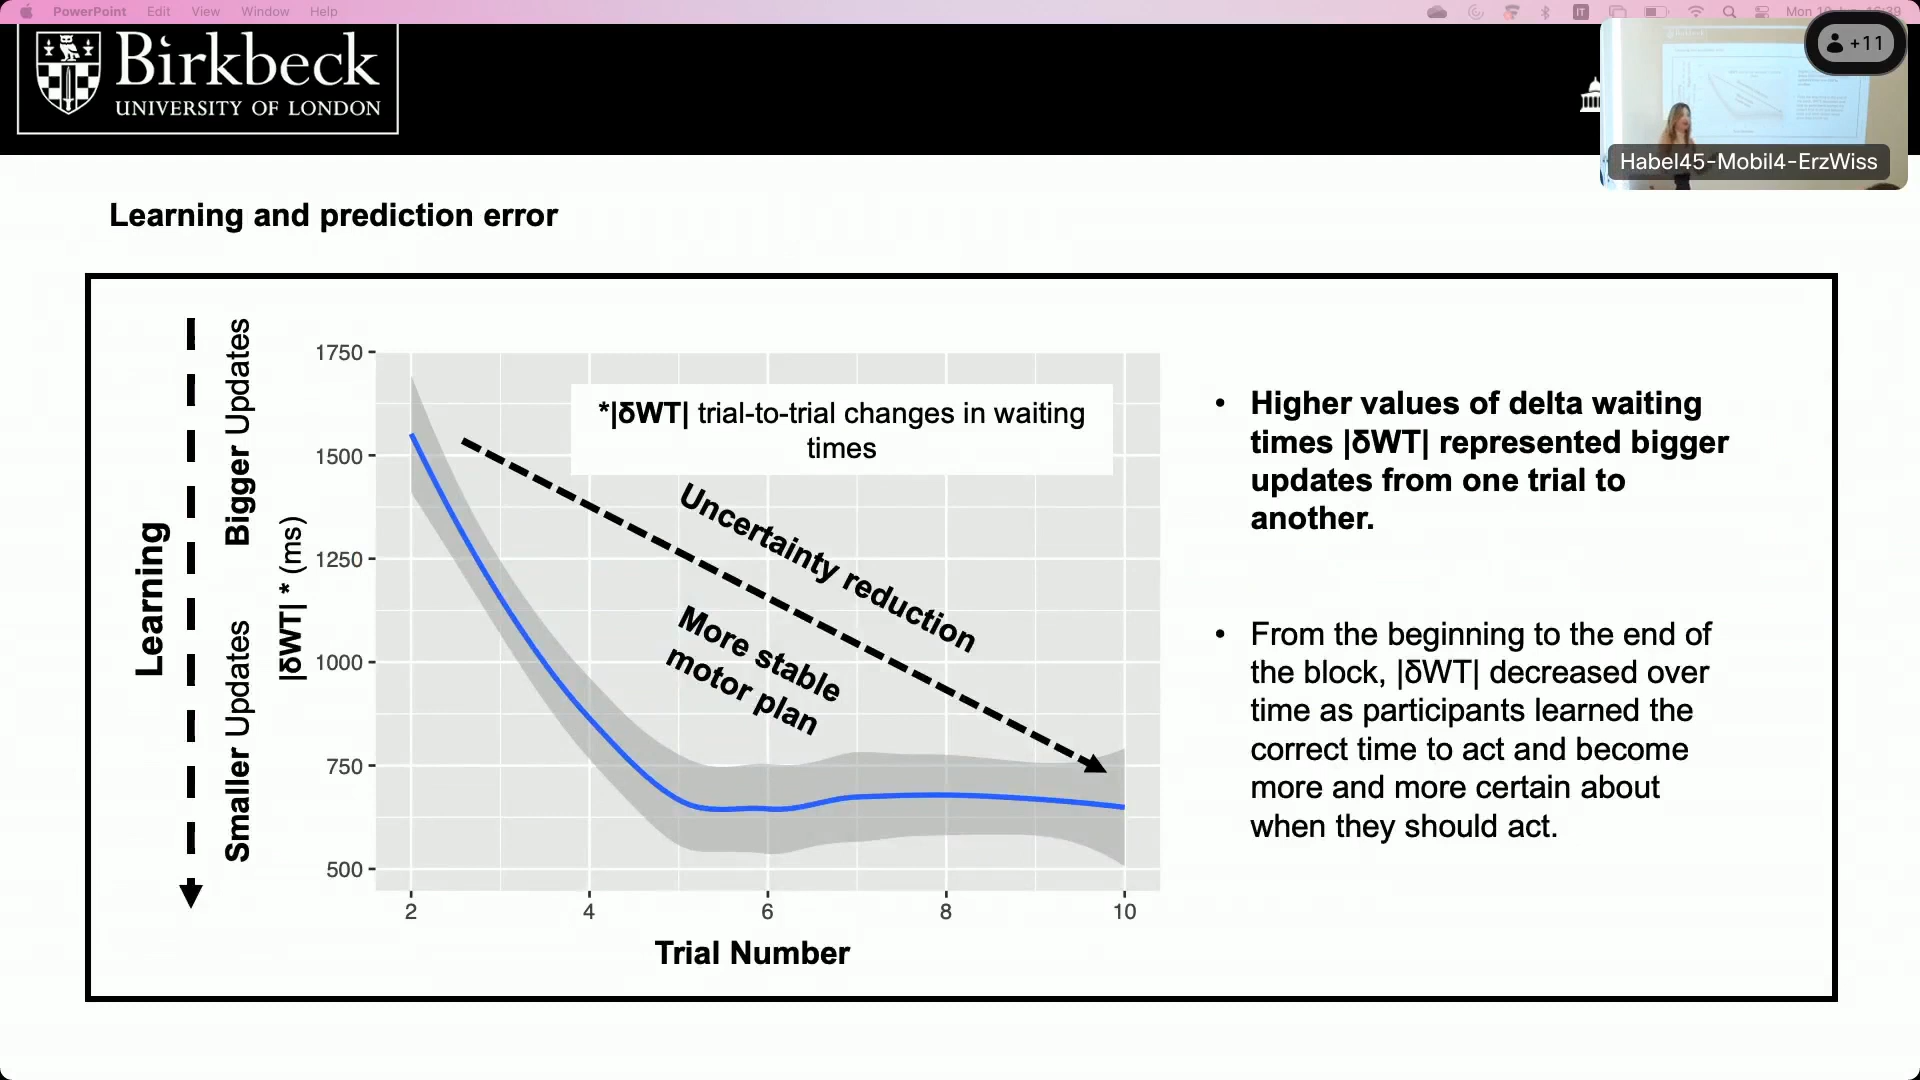 PowerPoint Edit View Window Help
Birkbeck
UNIVERSITY OF LONDON
+11
Habel45-Mobil4-ErzWiss
Learning and prediction error
Learning
Bigger Updates
Smaller Updates
|δWT| * (ms)
1750
1500
1250
1000
750
500
*|δWT| trial-to-trial changes in waiting
times
Uncertainty reduction
More stable
motor plan
2 4 6 8 10
Trial Number
• Higher values of delta waiting
times |δWT| represented bigger
updates from one trial to
another.
• From the beginning to the end of
the block, |δWT| decreased over
time as participants learned the
correct time to act and become
more and more certain about
when they should act.